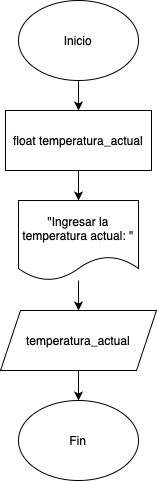 Inicio
float temperatura_actual
"Ingresar la
temperatura actual: "
temperatura_actual
Fin